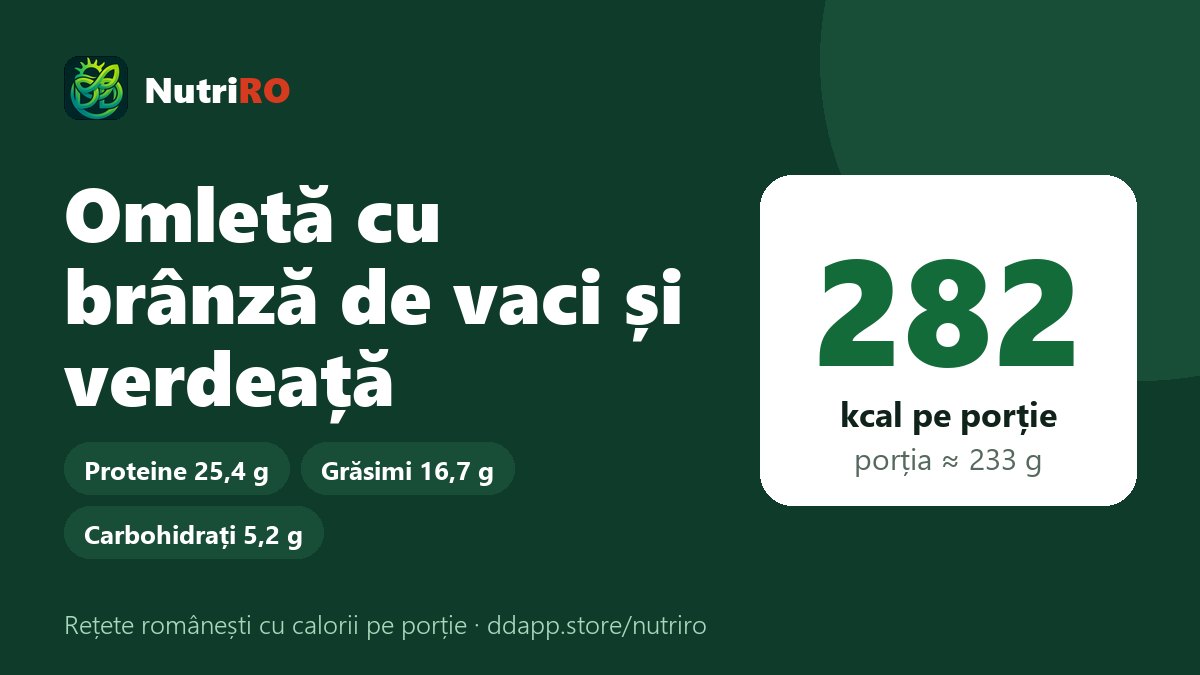 NutriRO
Omletă cu
brânză de vaci și
verdeață
Proteine 25,4 g
Grăsimi 16,7 g
Carbohidrați 5,2 g
282
kcal pe porție
porția ≈ 233 g
Rețete românești cu calorii pe porție · ddapp.store/nutriro